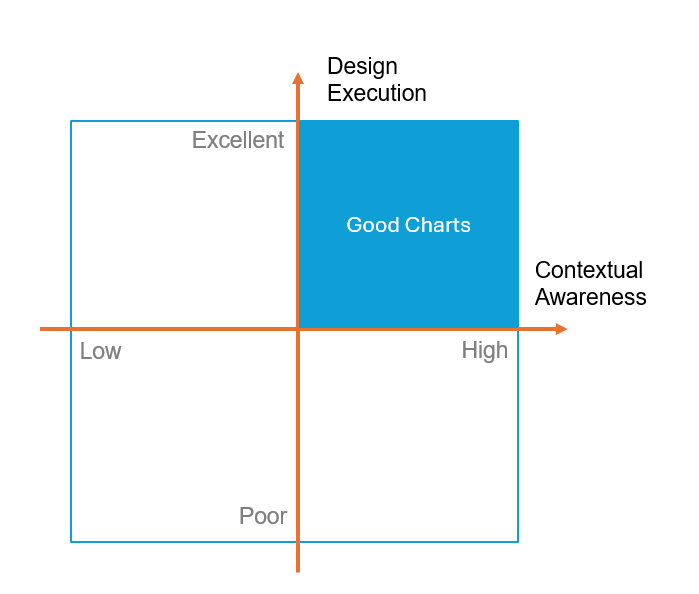 Design
Execution
Excellent
Good Charts
Contextual
Awareness
Low
High
Poor